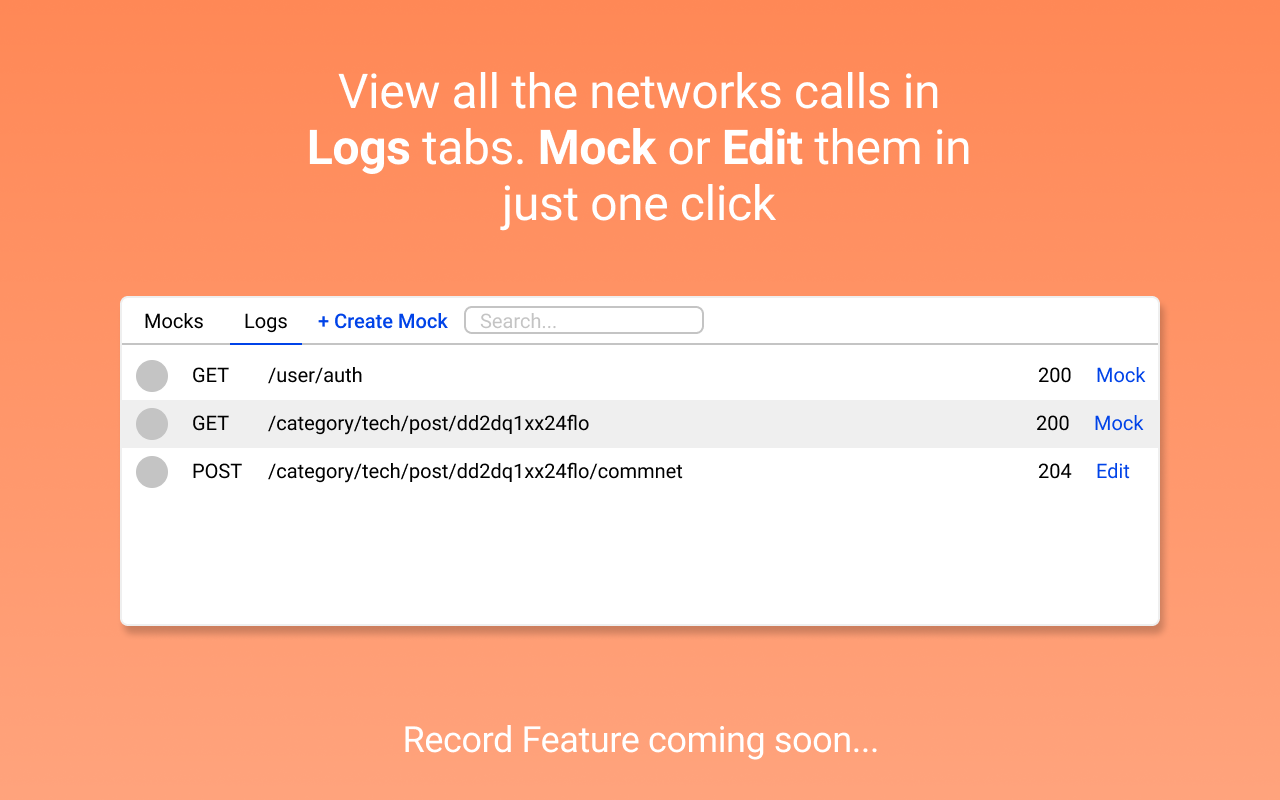 View all the networks calls in
Logs tabs. Mock or Edit them in
just one click
Mocks Logs + Create Mock Search...
GET /user/auth 200 Mock
GET /category/tech/post/dd2dq1xx24flo 200 Mock
POST /category/tech/post/dd2dq1xx24flo/commnet 204 Edit
Record Feature coming soon...